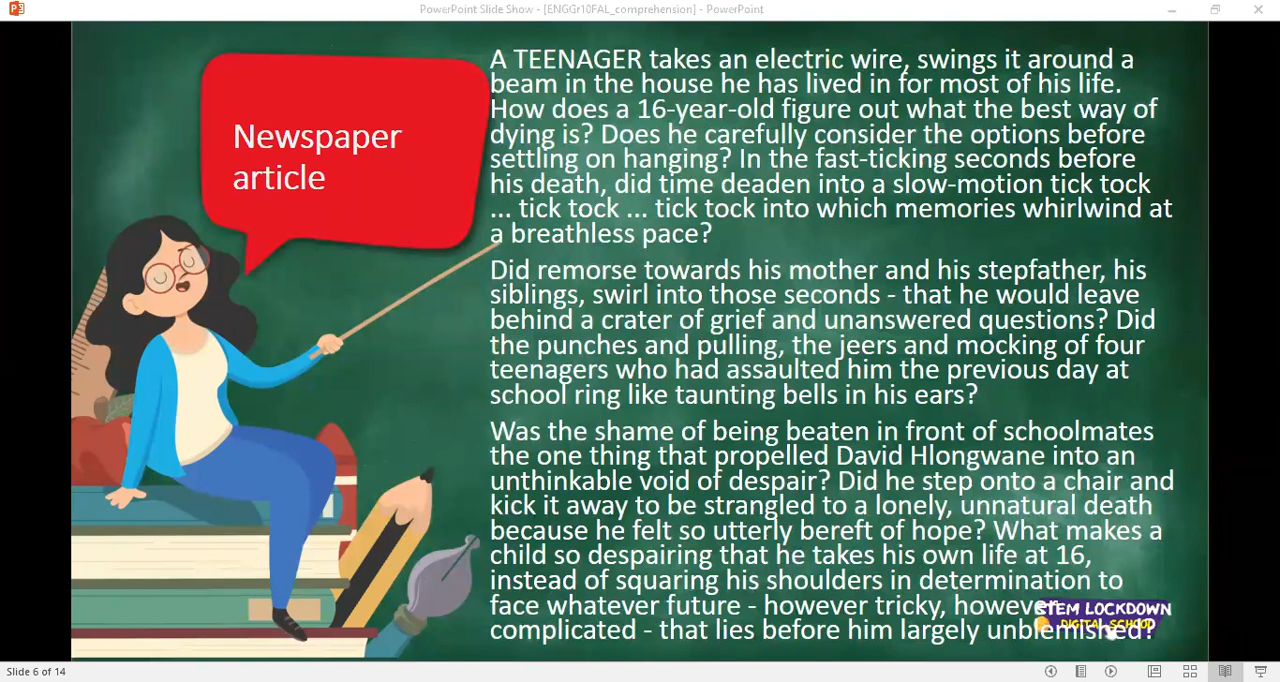 PowerPoint Slide Show - [ENGGr10FAL_comprehension] - PowerPoint
Newspaper
article
A TEENAGER takes an electric wire, swings it around a
beam in the house he has lived in for most of his life.
How does a 16-year-old figure out what the best way of
dying is? Does he carefully consider the options before
settling on hanging? In the fast-ticking seconds before
his death, did time deaden into a slow-motion tick tock
... tick tock ... tick tock into which memories whirlwind at
a breathless pace?
Did remorse towards his mother and his stepfather, his
siblings, swirl into those seconds - that he would leave
behind a crater of grief and unanswered questions? Did
the punches and pulling, the jeers and mocking of four
teenagers who had assaulted him the previous day at
school ring like taunting bells in his ears?
Was the shame of being beaten in front of schoolmates
the one thing that propelled David Hlongwane into an
unthinkable void of despair? Did he step onto a chair and
kick it away to be strangled to a lonely, unnatural death
because he felt so utterly bereft of hope? What makes a
child so despairing that he takes his own life at 16,
instead of squaring his shoulders in determination to
face whatever future - however tricky, however
complicated - that lies before him largely unblemished?
STEM LOCKDOWN
DIGITAL SCHOOL
Slide 6 of 14